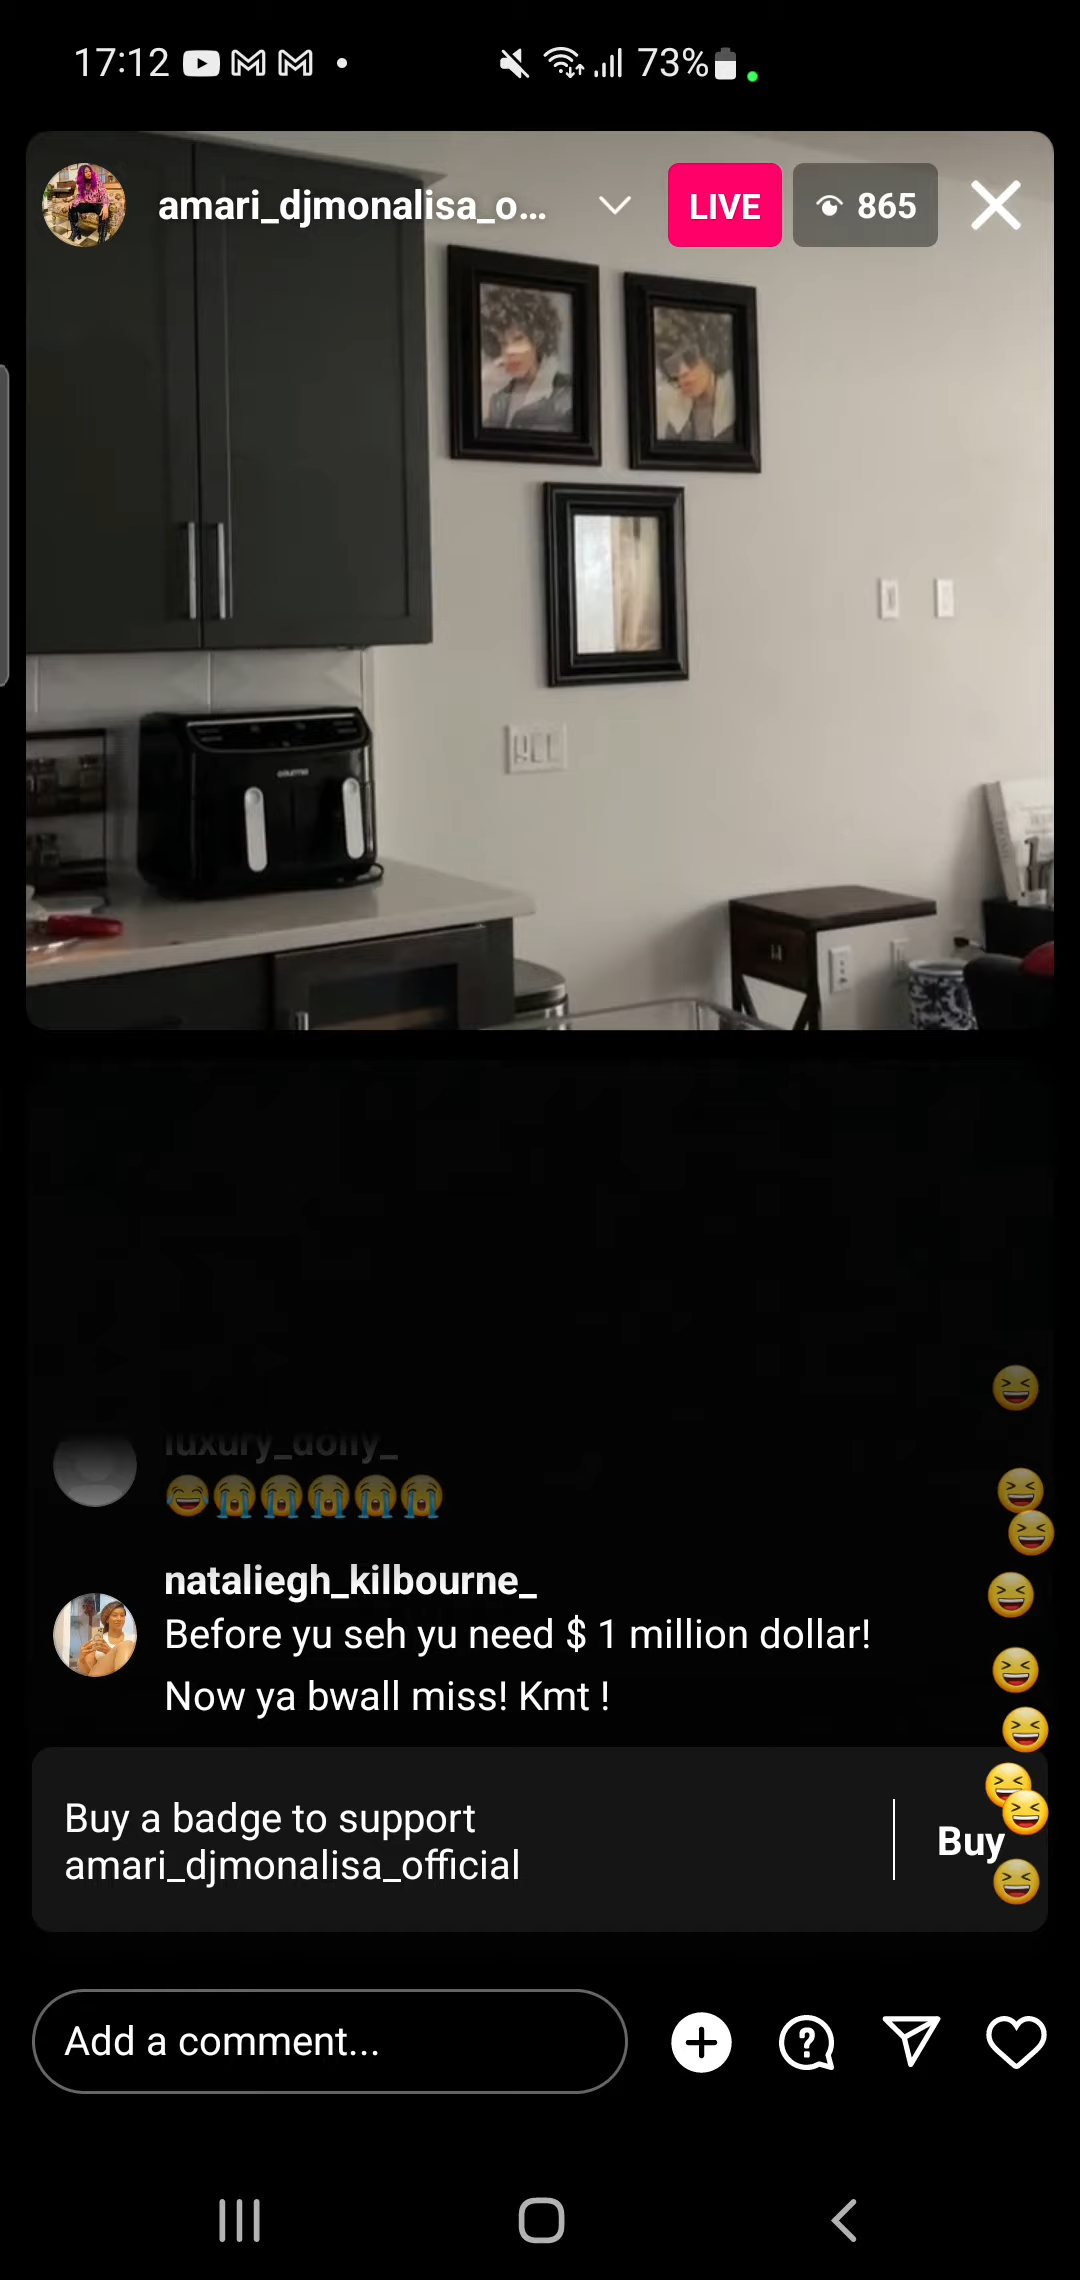 17:12
73%
amari_djmonalisa_o...
LIVE
865
luxury_dolly_
😂😭😭😭😭😭
nataliegh_kilbourne_
Before yu seh yu need $ 1 million dollar!
Now ya bwall miss! Kmt !
Buy a badge to support
amari_djmonalisa_official
Buy
Add a comment...